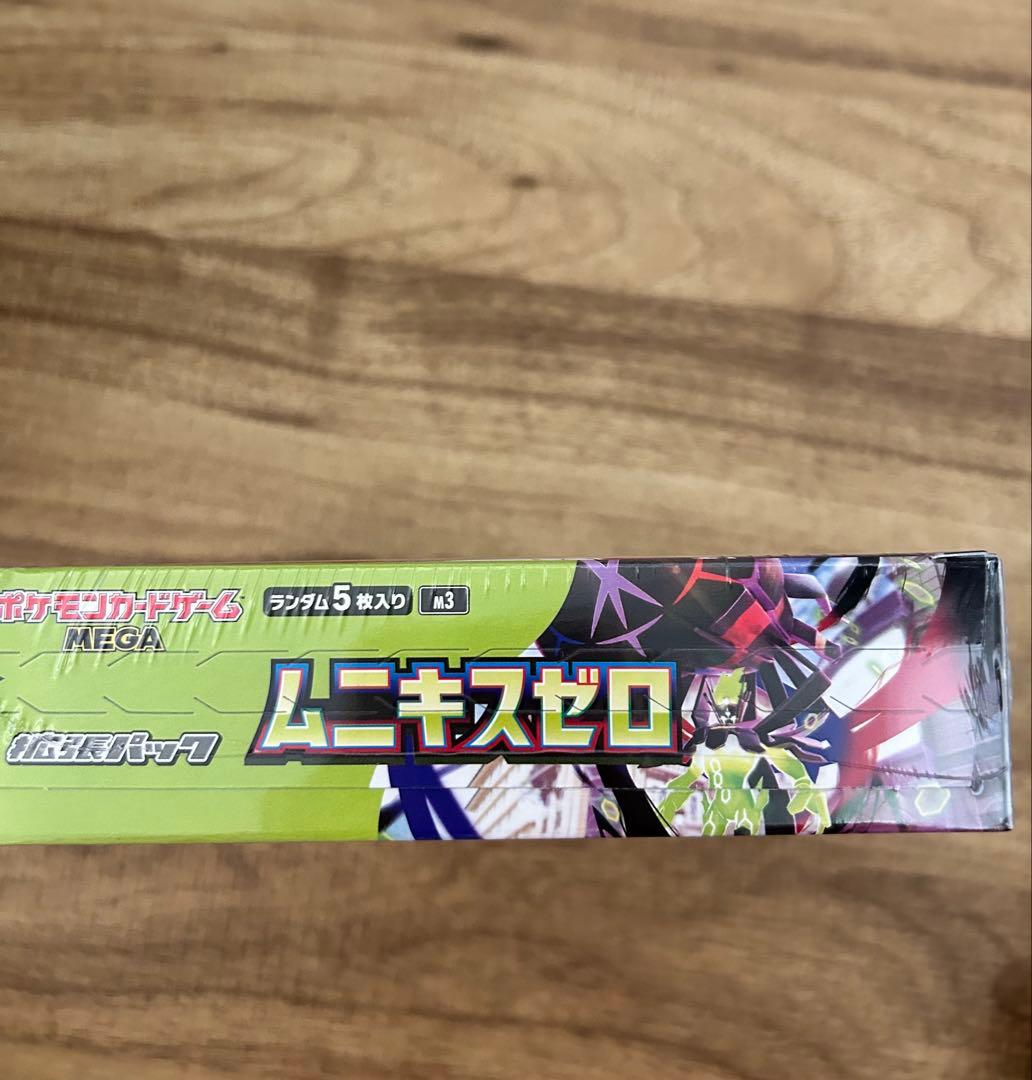 ポケモンカードゲーム
MEGA
ランダム5枚入り M3
ムニキスゼロ
拡張パック